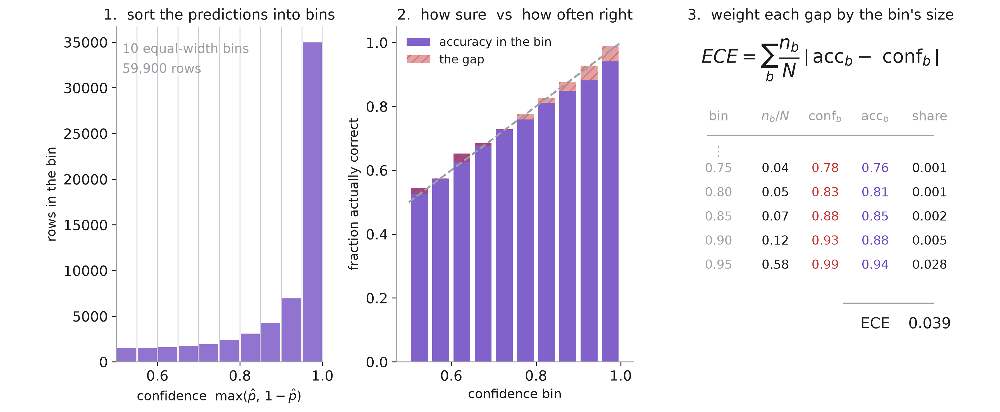 1.  sort the predictions into bins
10 equal-width bins
59,900 rows
35000
30000
25000
20000
15000
10000
5000
0
rows in the bin
0.6 0.8 1.0
confidence  max(p̂, 1 − p̂)
2.  how sure  vs  how often right
accuracy in the bin
the gap
1.0
0.8
0.6
0.4
0.2
0.0
fraction actually correct
0.6 0.8 1.0
confidence bin
3.  weight each gap by the bin's size
ECE = ∑_b n_b/N | acc_b − conf_b |
bin n_b/N conf_b acc_b share
⋮
0.75 0.04 0.78 0.76 0.001
0.80 0.05 0.83 0.81 0.001
0.85 0.07 0.88 0.85 0.002
0.90 0.12 0.93 0.88 0.005
0.95 0.58 0.99 0.94 0.028
ECE 0.039